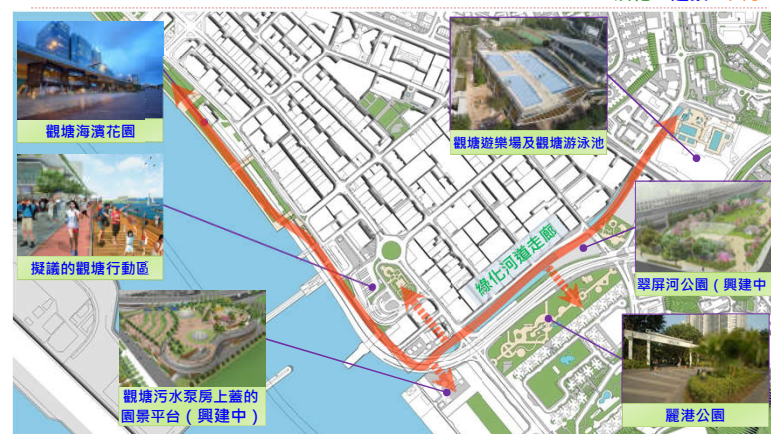 觀塘海濱花園
觀塘遊樂場及觀塘游泳池
擬議的觀塘行動區
綠化河道走廊
翠屏河公園（興建中
觀塘污水泵房上蓋的
園景平台（興建中）
麗港公園